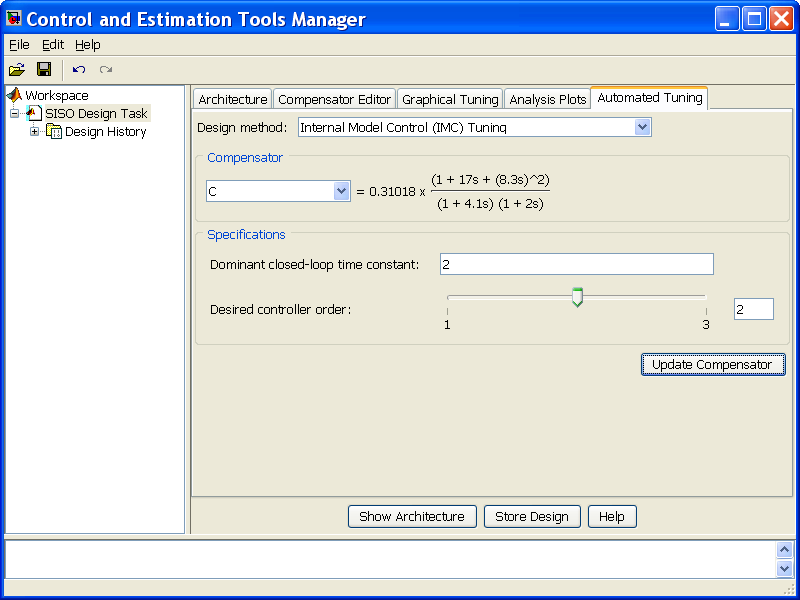 Control and Estimation Tools Manager
File Edit Help
Workspace
SISO Design Task
Design History
Architecture Compensator Editor Graphical Tuning Analysis Plots Automated Tuning
Design method: Internal Model Control (IMC) Tuning
Compensator
C = 0.31018 x (1 + 17s + (8.3s)^2)
(1 + 4.1s) (1 + 2s)
Specifications
Dominant closed-loop time constant: 2
Desired controller order: 2
1 3
Update Compensator
Show Architecture Store Design Help